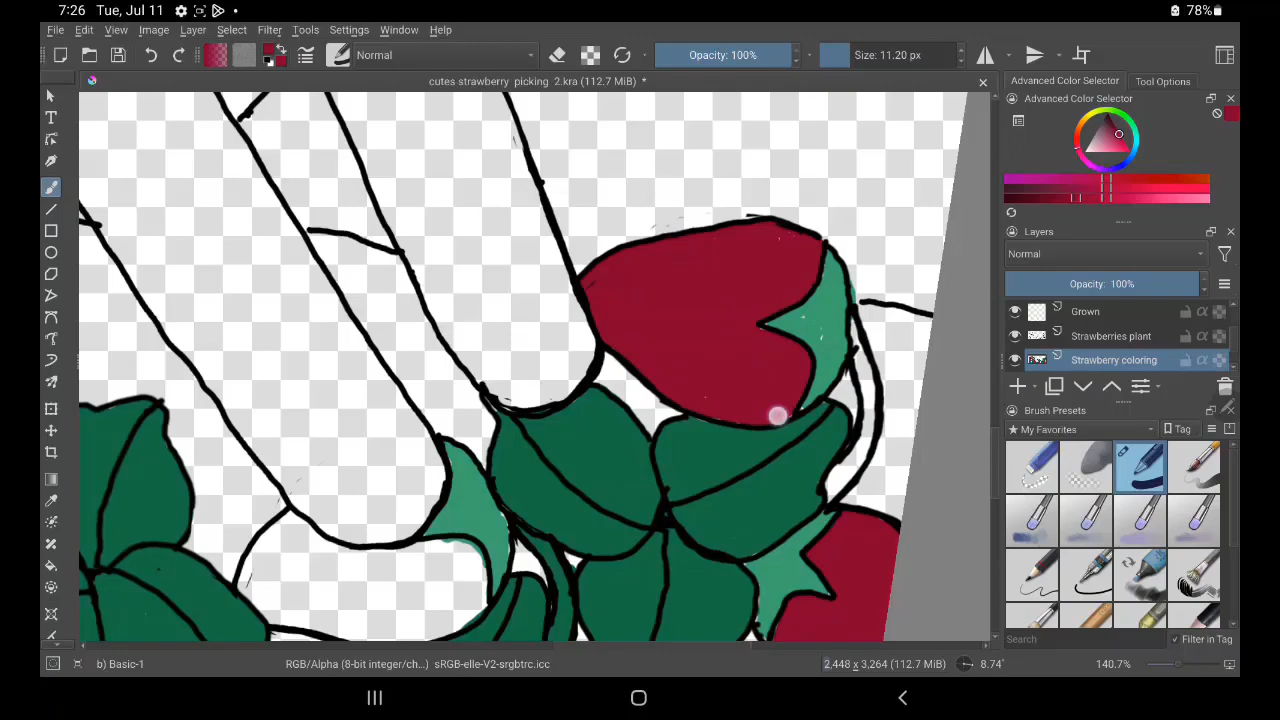 7:26 Tue, Jul 11
78%
File Edit View Image Layer Select Filter Tools Settings Window Help
Normal
Opacity: 100%
Size: 11.20 px
cutes strawberry picking 2.kra (112.7 MiB) *
Advanced Color Selector
Tool Options
Advanced Color Selector
Layers
Normal
Opacity: 100%
Grown
Strawberries plant
Strawberry coloring
Brush Presets
My Favorites
Tag
Search
Filter in Tag
b) Basic-1
RGB/Alpha (8-bit integer/ch...) sRGB-elle-V2-srgbtrc.icc
2,448 x 3,264 (112.7 MiB)
8.74°
140.7%